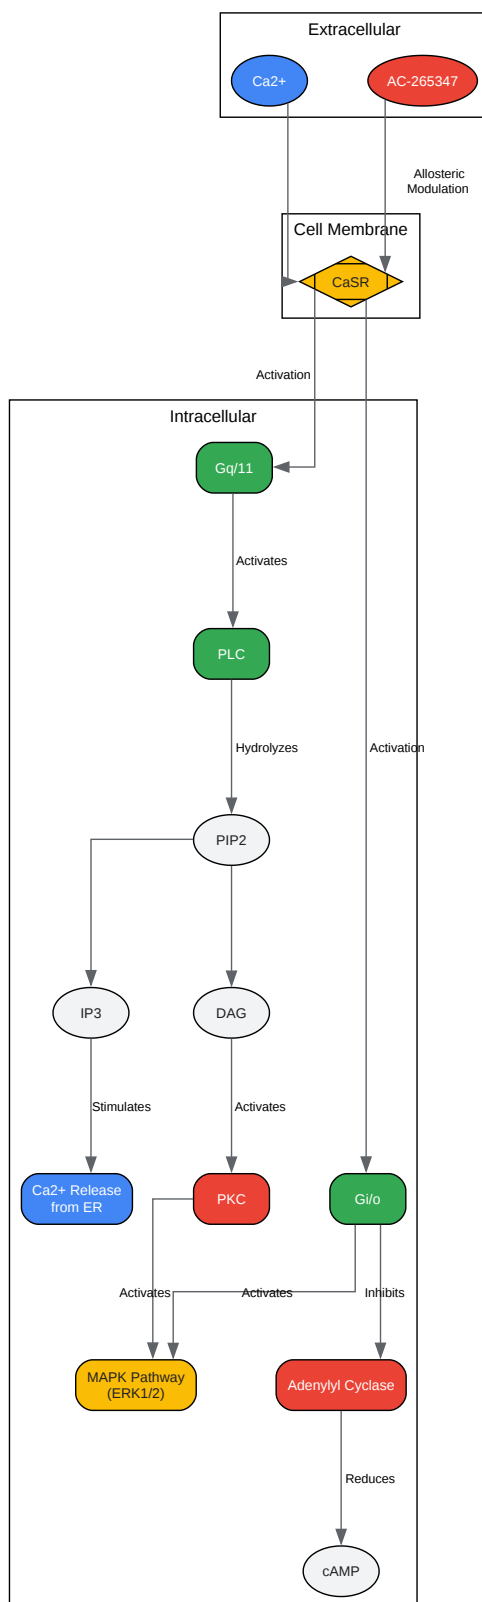 Extracellular
Ca2+
AC-265347
Allosteric
Modulation
Cell Membrane
CaSR
Activation
Intracellular
Gq/11
Activates
PLC
Hydrolyzes
Activation
PIP2
IP3
DAG
Stimulates
Activates
Ca2+ Release
from ER
PKC
Gi/o
Activates
Activates
Inhibits
MAPK Pathway
(ERK1/2)
Adenylyl Cyclase
Reduces
cAMP